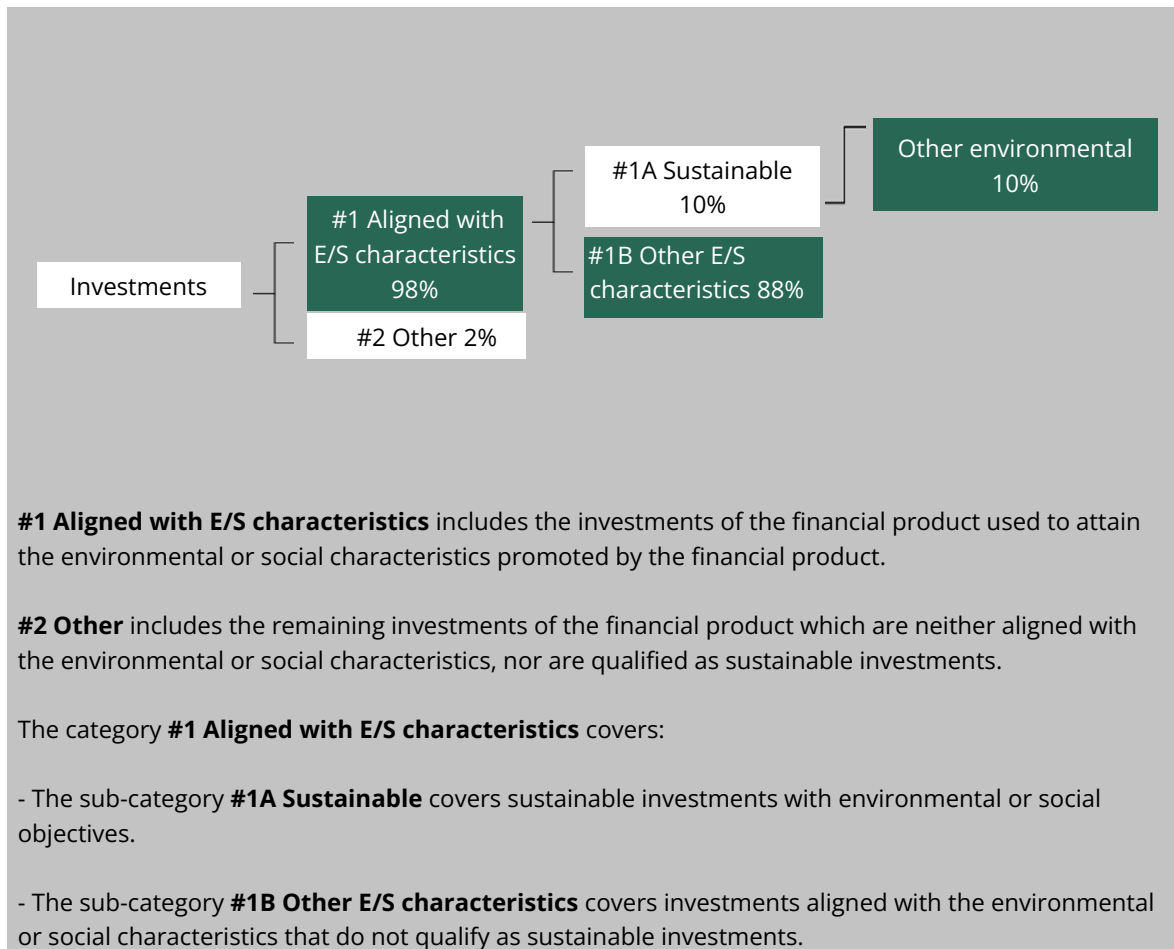 Other environmental
10%
#1A Sustainable
10%
#1 Aligned with
E/S characteristics
98%
#1B Other E/S
characteristics 88%
Investments
#2 Other 2%
#1 Aligned with E/S characteristics includes the investments of the financial product used to attain
the environmental or social characteristics promoted by the financial product.
#2 Other includes the remaining investments of the financial product which are neither aligned with
the environmental or social characteristics, nor are qualified as sustainable investments.
The category #1 Aligned with E/S characteristics covers:
- The sub-category #1A Sustainable covers sustainable investments with environmental or social
objectives.
- The sub-category #1B Other E/S characteristics covers investments aligned with the environmental
or social characteristics that do not qualify as sustainable investments.